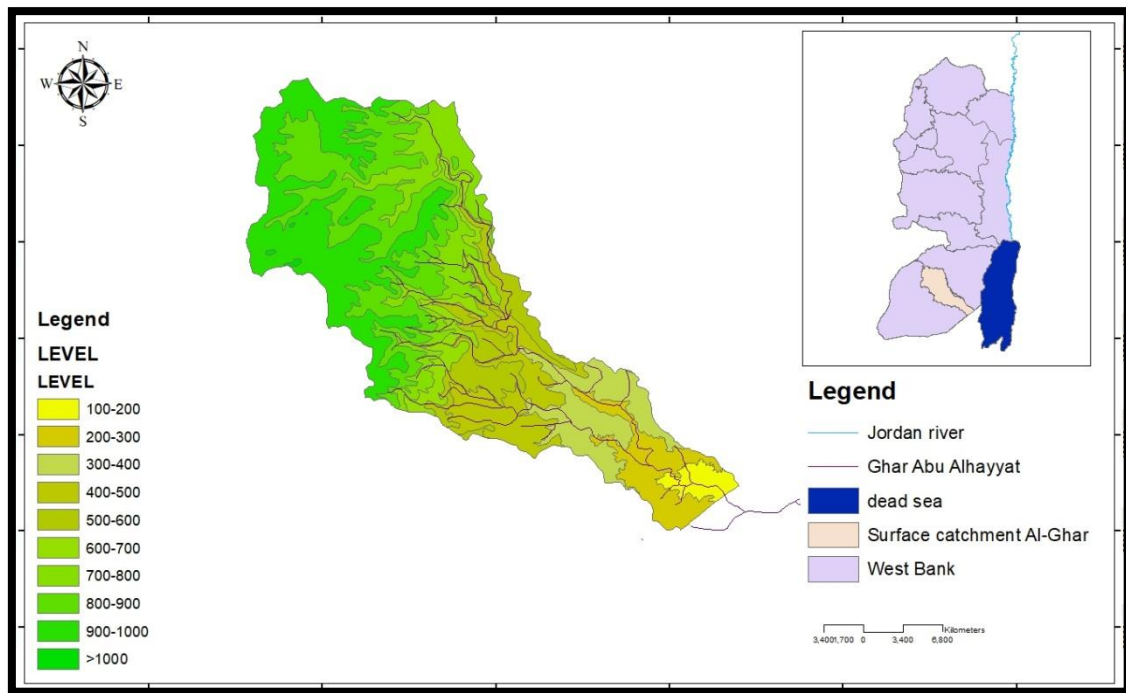 N
W E
S
Legend
LEVEL
LEVEL
100-200
200-300
300-400
400-500
500-600
600-700
700-800
800-900
900-1000
>1000
Legend
Jordan river
Ghar Abu Alhayyat
dead sea
Surface catchment Al-Ghar
West Bank
Kilometers
3,4001,700 0 3,400 6,800